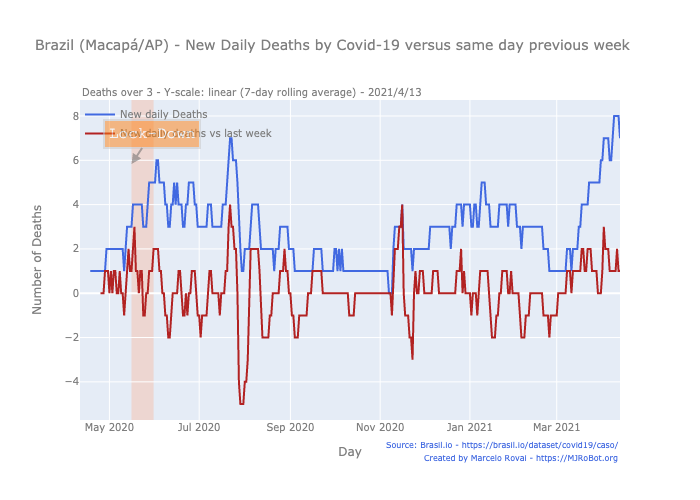 Brazil (Macapá/AP) - New Daily Deaths by Covid-19 versus same day previous week
Deaths over 3 - Y-scale: linear (7-day rolling average) - 2021/4/13
New daily Deaths
New daily deaths vs last week
Lock Down
8
6
4
2
0
−2
−4
Number of Deaths
May 2020
Jul 2020
Sep 2020
Nov 2020
Jan 2021
Mar 2021
Day
Source: Brasil.io - https://brasil.io/dataset/covid19/caso/
Created by Marcelo Rovai - https://MJRoBot.org